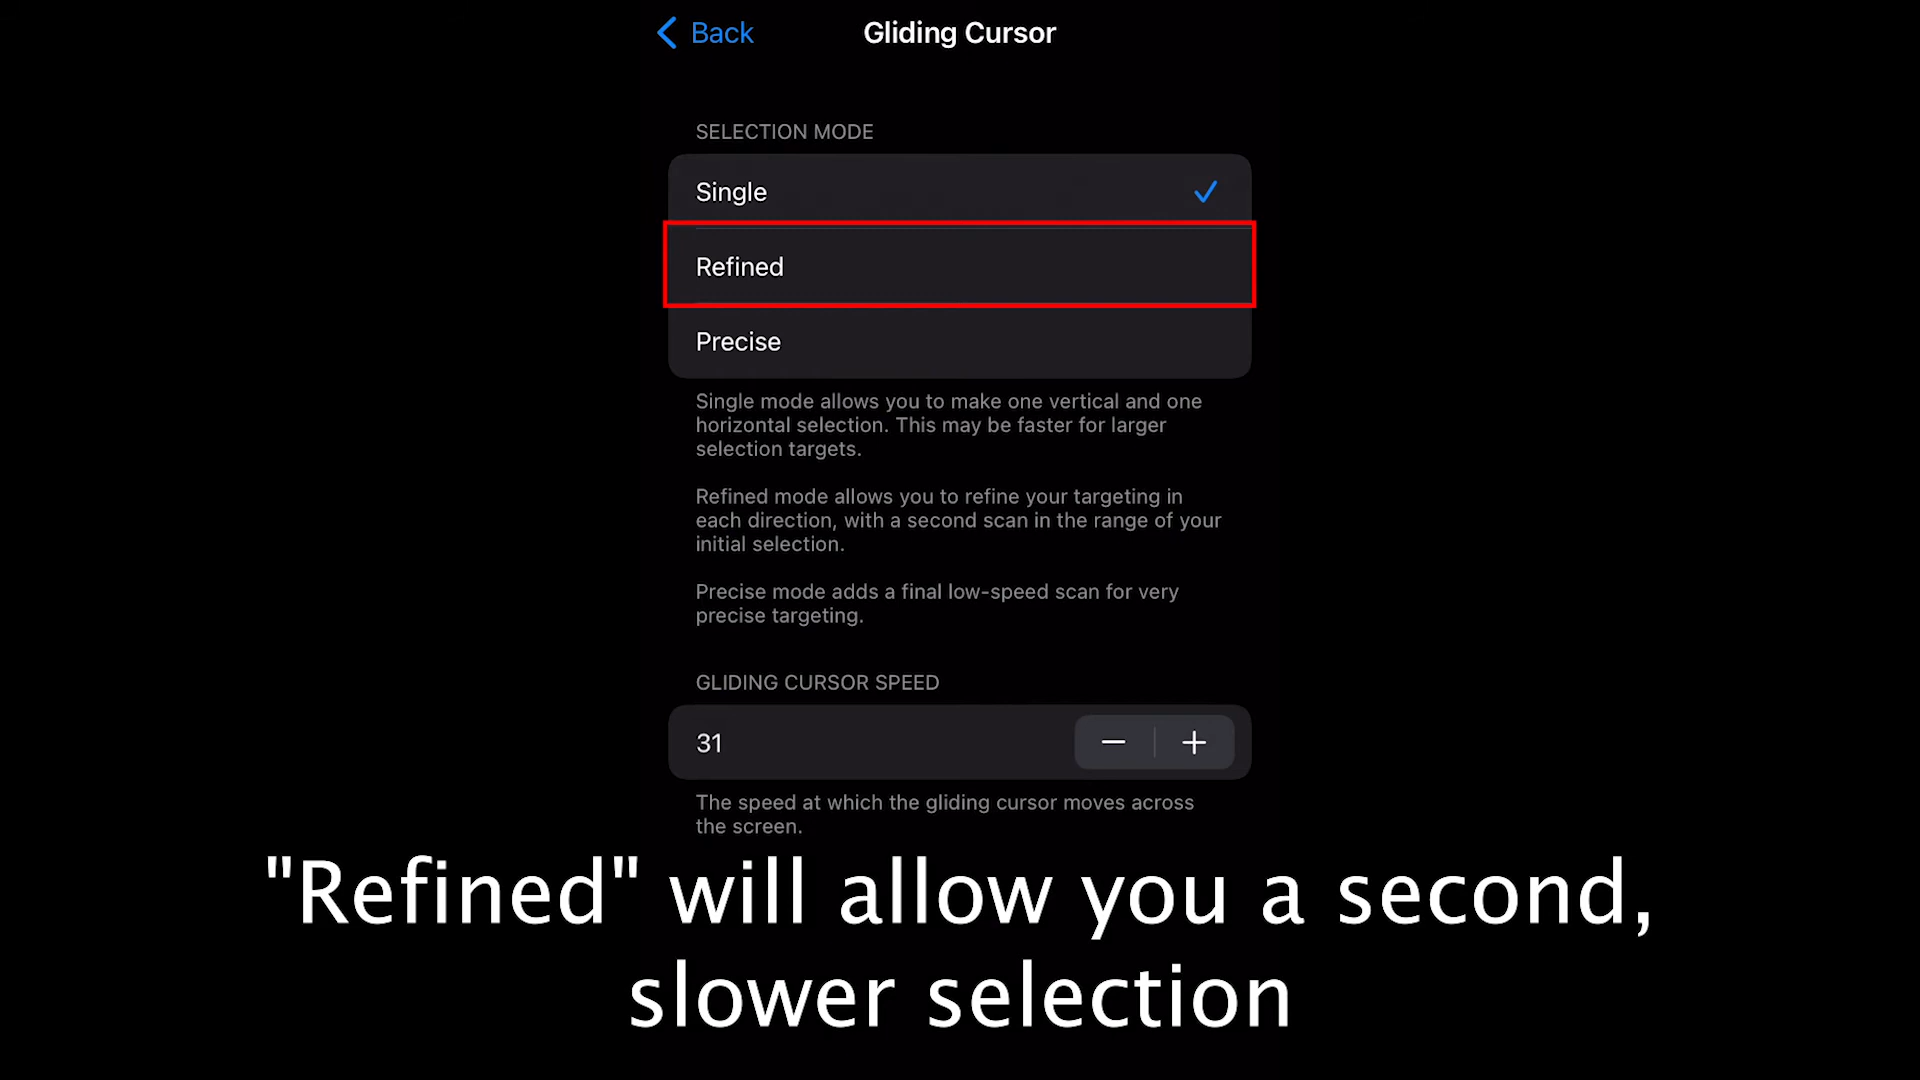 Back
Gliding Cursor
SELECTION MODE
Single
Refined
Precise
Single mode allows you to make one vertical and one
horizontal selection. This may be faster for larger
selection targets.
Refined mode allows you to refine your targeting in
each direction, with a second scan in the range of your
initial selection.
Precise mode adds a final low-speed scan for very
precise targeting.
GLIDING CURSOR SPEED
31
The speed at which the gliding cursor moves across
the screen.
"Refined" will allow you a second,
slower selection